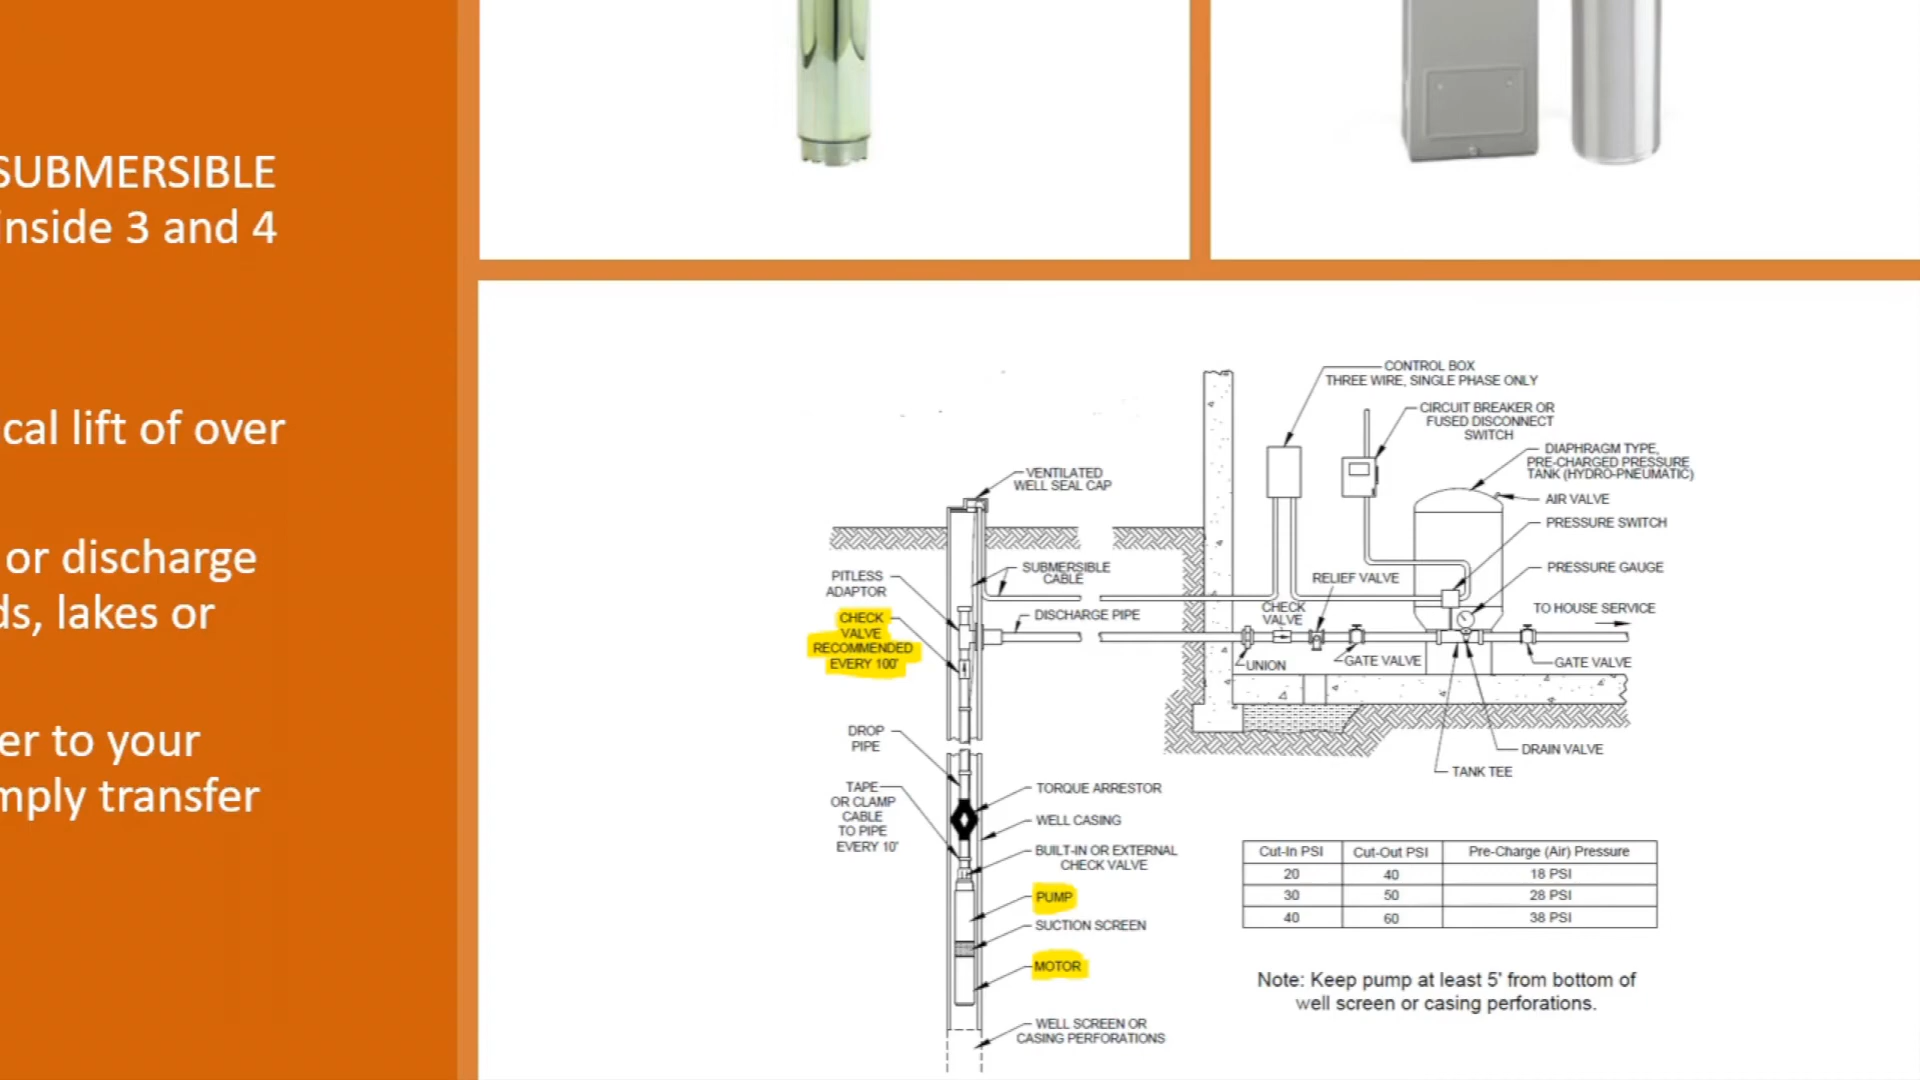 SUBMERSIBLE
inside 3 and 4
cal lift of over
or discharge
ds, lakes or
er to your
mply transfer
CONTROL BOX
THREE WIRE, SINGLE PHASE ONLY
CIRCUIT BREAKER OR
FUSED DISCONNECT
SWITCH
DIAPHRAGM TYPE,
PRE-CHARGED PRESSURE
TANK (HYDRO-PNEUMATIC)
AIR VALVE
PRESSURE SWITCH
PRESSURE GAUGE
TO HOUSE SERVICE
VENTILATED
WELL SEAL CAP
SUBMERSIBLE
CABLE
DISCHARGE PIPE
RELIEF VALVE
CHECK
VALVE
UNION
GATE VALVE
GATE VALVE
DRAIN VALVE
TANK TEE
PITLESS
ADAPTOR
CHECK
VALVE
RECOMMENDED
EVERY 100'
DROP
PIPE
TAPE
OR CLAMP
CABLE
TO PIPE
EVERY 10'
TORQUE ARRESTOR
WELL CASING
BUILT-IN OR EXTERNAL
CHECK VALVE
PUMP
SUCTION SCREEN
MOTOR
WELL SCREEN OR
CASING PERFORATIONS
Cut-In PSI Cut-Out PSI Pre-Charge (Air) Pressure
20 40 18 PSI
30 50 28 PSI
40 60 38 PSI
Note: Keep pump at least 5' from bottom of
well screen or casing perforations.